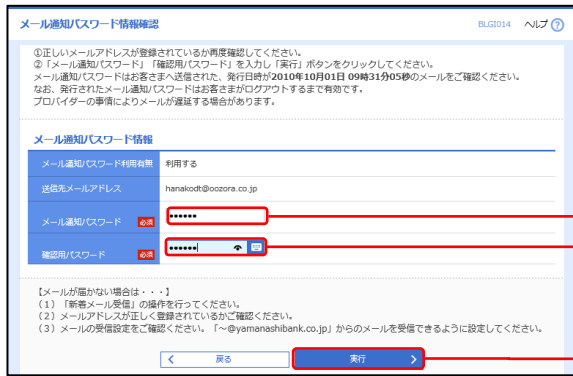 メール通知パスワード情報確認
BLGI014 ヘルプ ?
①正しいメールアドレスが登録されているか再度確認してください。
②「メール通知パスワード」「確認用パスワード」を入力し「実行」ボタンをクリックしてください。
メール通知パスワードはお客さまへ送信された、発行日時が2010年10月01日 09時31分05秒のメールをご確認ください。
なお、発行されたメール通知パスワードはお客さまがログアウトするまで有効です。
プロバイダーの事情によりメールが遅延する場合があります。
メール通知パスワード情報
メール通知パスワード利用有無 利用する
送信先メールアドレス hanakodt@oozora.co.jp
メール通知パスワード 必須 ••••••
確認用パスワード 必須 ••••••
【メールが届かない場合は・・・】
（1）「新着メール受信」の操作を行ってください。
（2）メールアドレスが正しく登録されているかご確認ください。
（3）メールの受信設定をご確認ください。「～@yamanashibank.co.jp」からのメールを受信できるように設定してください。
戻る 実行